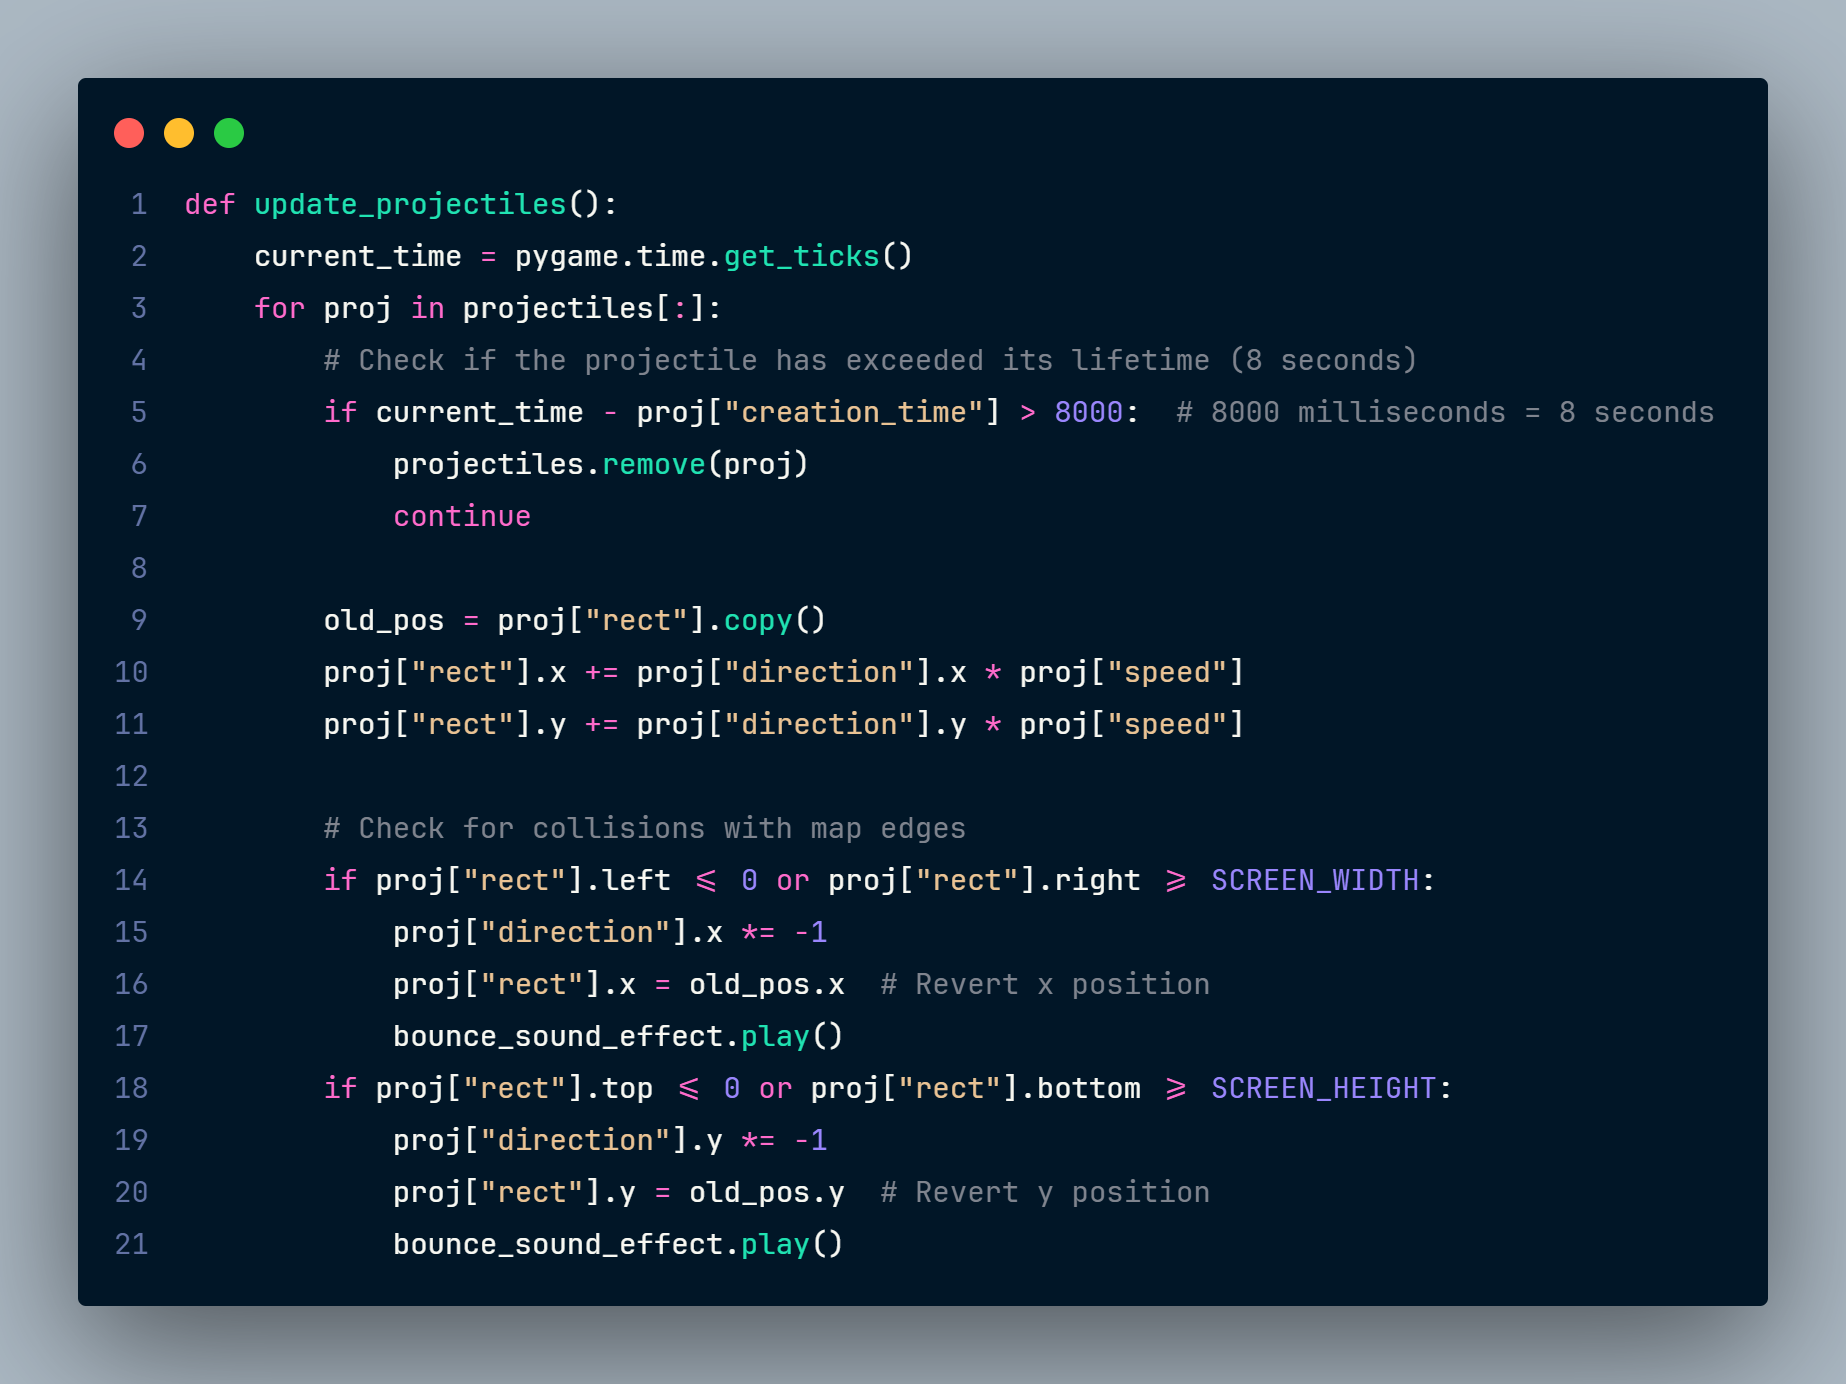 1 def update_projectiles():
2     current_time = pygame.time.get_ticks()
3     for proj in projectiles[:]:
4         # Check if the projectile has exceeded its lifetime (8 seconds)
5         if current_time - proj["creation_time"] > 8000:  # 8000 milliseconds = 8 seconds
6             projectiles.remove(proj)
7             continue
8
9         old_pos = proj["rect"].copy()
10         proj["rect"].x += proj["direction"].x * proj["speed"]
11         proj["rect"].y += proj["direction"].y * proj["speed"]
12
13         # Check for collisions with map edges
14         if proj["rect"].left <= 0 or proj["rect"].right >= SCREEN_WIDTH:
15             proj["direction"].x *= -1
16             proj["rect"].x = old_pos.x  # Revert x position
17             bounce_sound_effect.play()
18         if proj["rect"].top <= 0 or proj["rect"].bottom >= SCREEN_HEIGHT:
19             proj["direction"].y *= -1
20             proj["rect"].y = old_pos.y  # Revert y position
21             bounce_sound_effect.play()